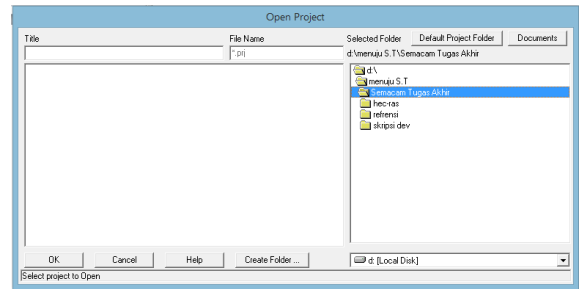 Open Project
Title
File Name
Selected Folder
Default Project Folder
Documents
*.prj
d:\menuju S.T\Semacam Tugas Akhir
d:\
menuju S.T
Semacam Tugas Akhir
hec-ras
refrensi
skripsi dev
OK
Cancel
Help
Create Folder ...
d: [Local Disk]
Select project to Open